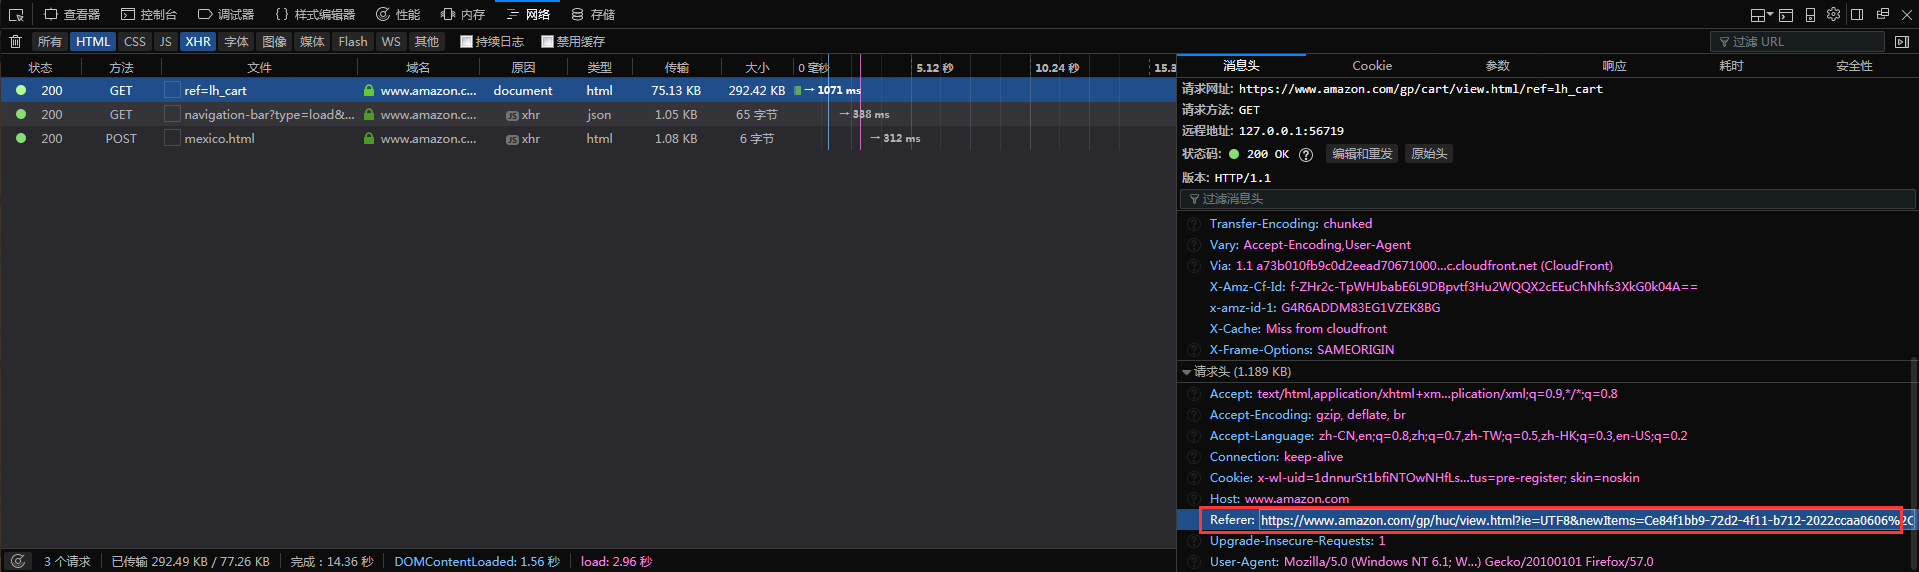 查看器 控制台 调试器 {} 样式编辑器 性能 内存 网络 存储
所有 HTML CSS JS XHR 字体 图像 媒体 Flash WS 其他 持续日志 禁用缓存 过滤 URL
状态 方法 文件 域名 原因 类型 传输 大小 0 毫秒 5.12 秒 10.24 秒 15.3
200 GET ref=lh_cart www.amazon.c... document html 75.13 KB 292.42 KB → 1071 ms
200 GET navigation-bar?type=load&... www.amazon.c... JS xhr json 1.05 KB 65 字节 → 338 ms
200 POST mexico.html www.amazon.c... JS xhr html 1.08 KB 6 字节 → 312 ms
3 个请求 已传输 292.49 KB / 77.26 KB 完成：14.36 秒 DOMContentLoaded: 1.56 秒 load: 2.96 秒
消息头 Cookie 参数 响应 耗时 安全性
请求网址: https://www.amazon.com/gp/cart/view.html/ref=lh_cart
请求方法: GET
远程地址: 127.0.0.1:56719
状态码: 200 OK ? 编辑和重发 原始头
版本: HTTP/1.1
过滤消息头
Transfer-Encoding: chunked
Vary: Accept-Encoding,User-Agent
Via: 1.1 a73b010fb9c0d2eead70671000...c.cloudfront.net (CloudFront)
X-Amz-Cf-Id: f-ZHr2c-TpWHJbabE6L9DBpvtf3Hu2WQQX2cEEuChNhfs3XkG0k04A==
x-amz-id-1: G4R6ADDM83EG1VZEK8BG
X-Cache: Miss from cloudfront
X-Frame-Options: SAMEORIGIN
请求头 (1.189 KB)
Accept: text/html,application/xhtml+xm...plication/xml;q=0.9,*/*;q=0.8
Accept-Encoding: gzip, deflate, br
Accept-Language: zh-CN,en;q=0.8,zh;q=0.7,zh-TW;q=0.5,zh-HK;q=0.3,en-US;q=0.2
Connection: keep-alive
Cookie: x-wl-uid=1dnnurSt1bfiNTOwNHfLs...tus=pre-register; skin=noskin
Host: www.amazon.com
Referer: https://www.amazon.com/gp/huc/view.html?ie=UTF8&newItems=Ce84f1bb9-72d2-4f11-b712-2022ccaa0606%2C
Upgrade-Insecure-Requests: 1
User-Agent: Mozilla/5.0 (Windows NT 6.1; W...) Gecko/20100101 Firefox/57.0